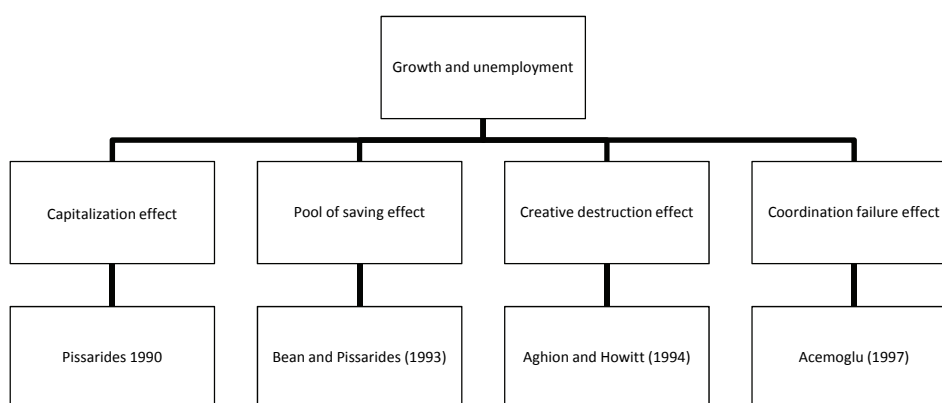 Growth and unemployment
Capitalization effect
Pool of saving effect
Creative destruction effect
Coordination failure effect
Pissarides 1990
Bean and Pissarides (1993)
Aghion and Howitt (1994)
Acemoglu (1997)